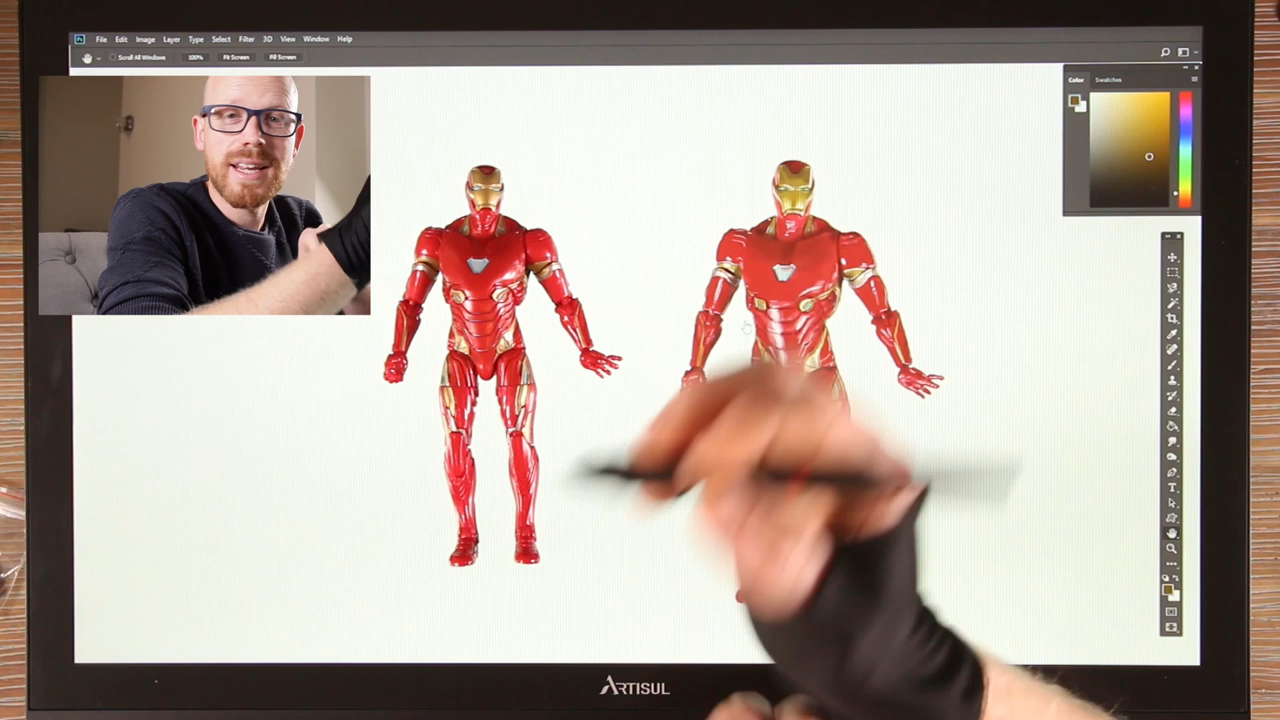 Ps File Edit Image Layer Type Select Filter 3D View Window Help
Scroll All Windows 100% Fit Screen Fill Screen
Color Swatches
T
ARTISUL